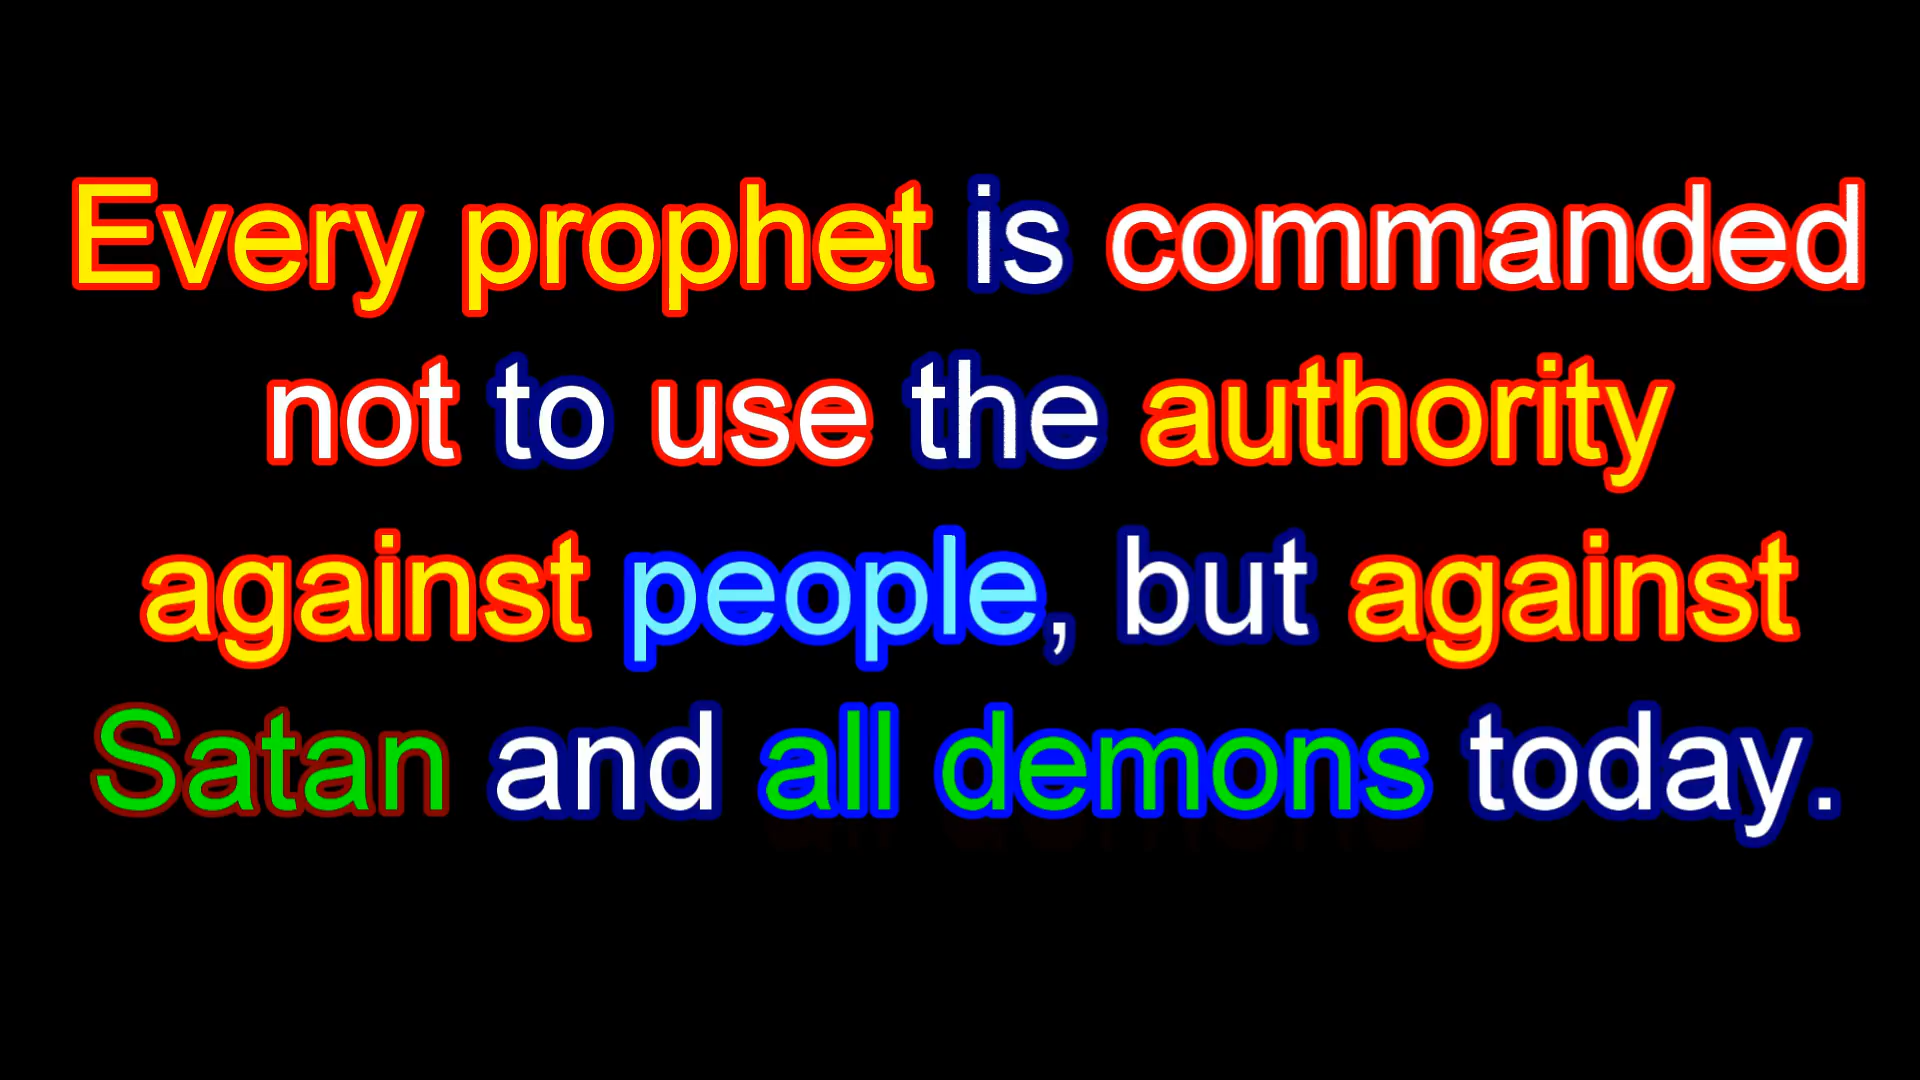 Every prophet is commanded
not to use the authority
against people, but against
Satan and all demons today.